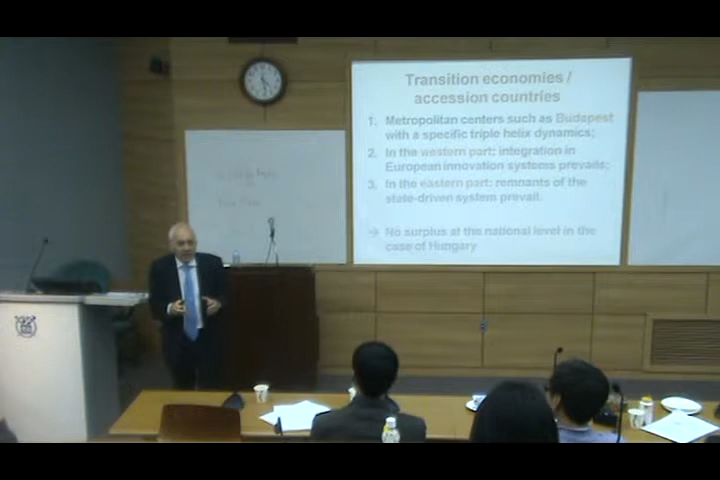 Transition economies /
accession countries
1. Metropolitan centers such as Budapest
with a specific triple helix dynamics;
2. In the western part: integration in
European innovation systems prevails;
3. In the eastern part: remnants of the
state-driven system prevail.
→ No surplus at the national level in the
case of Hungary